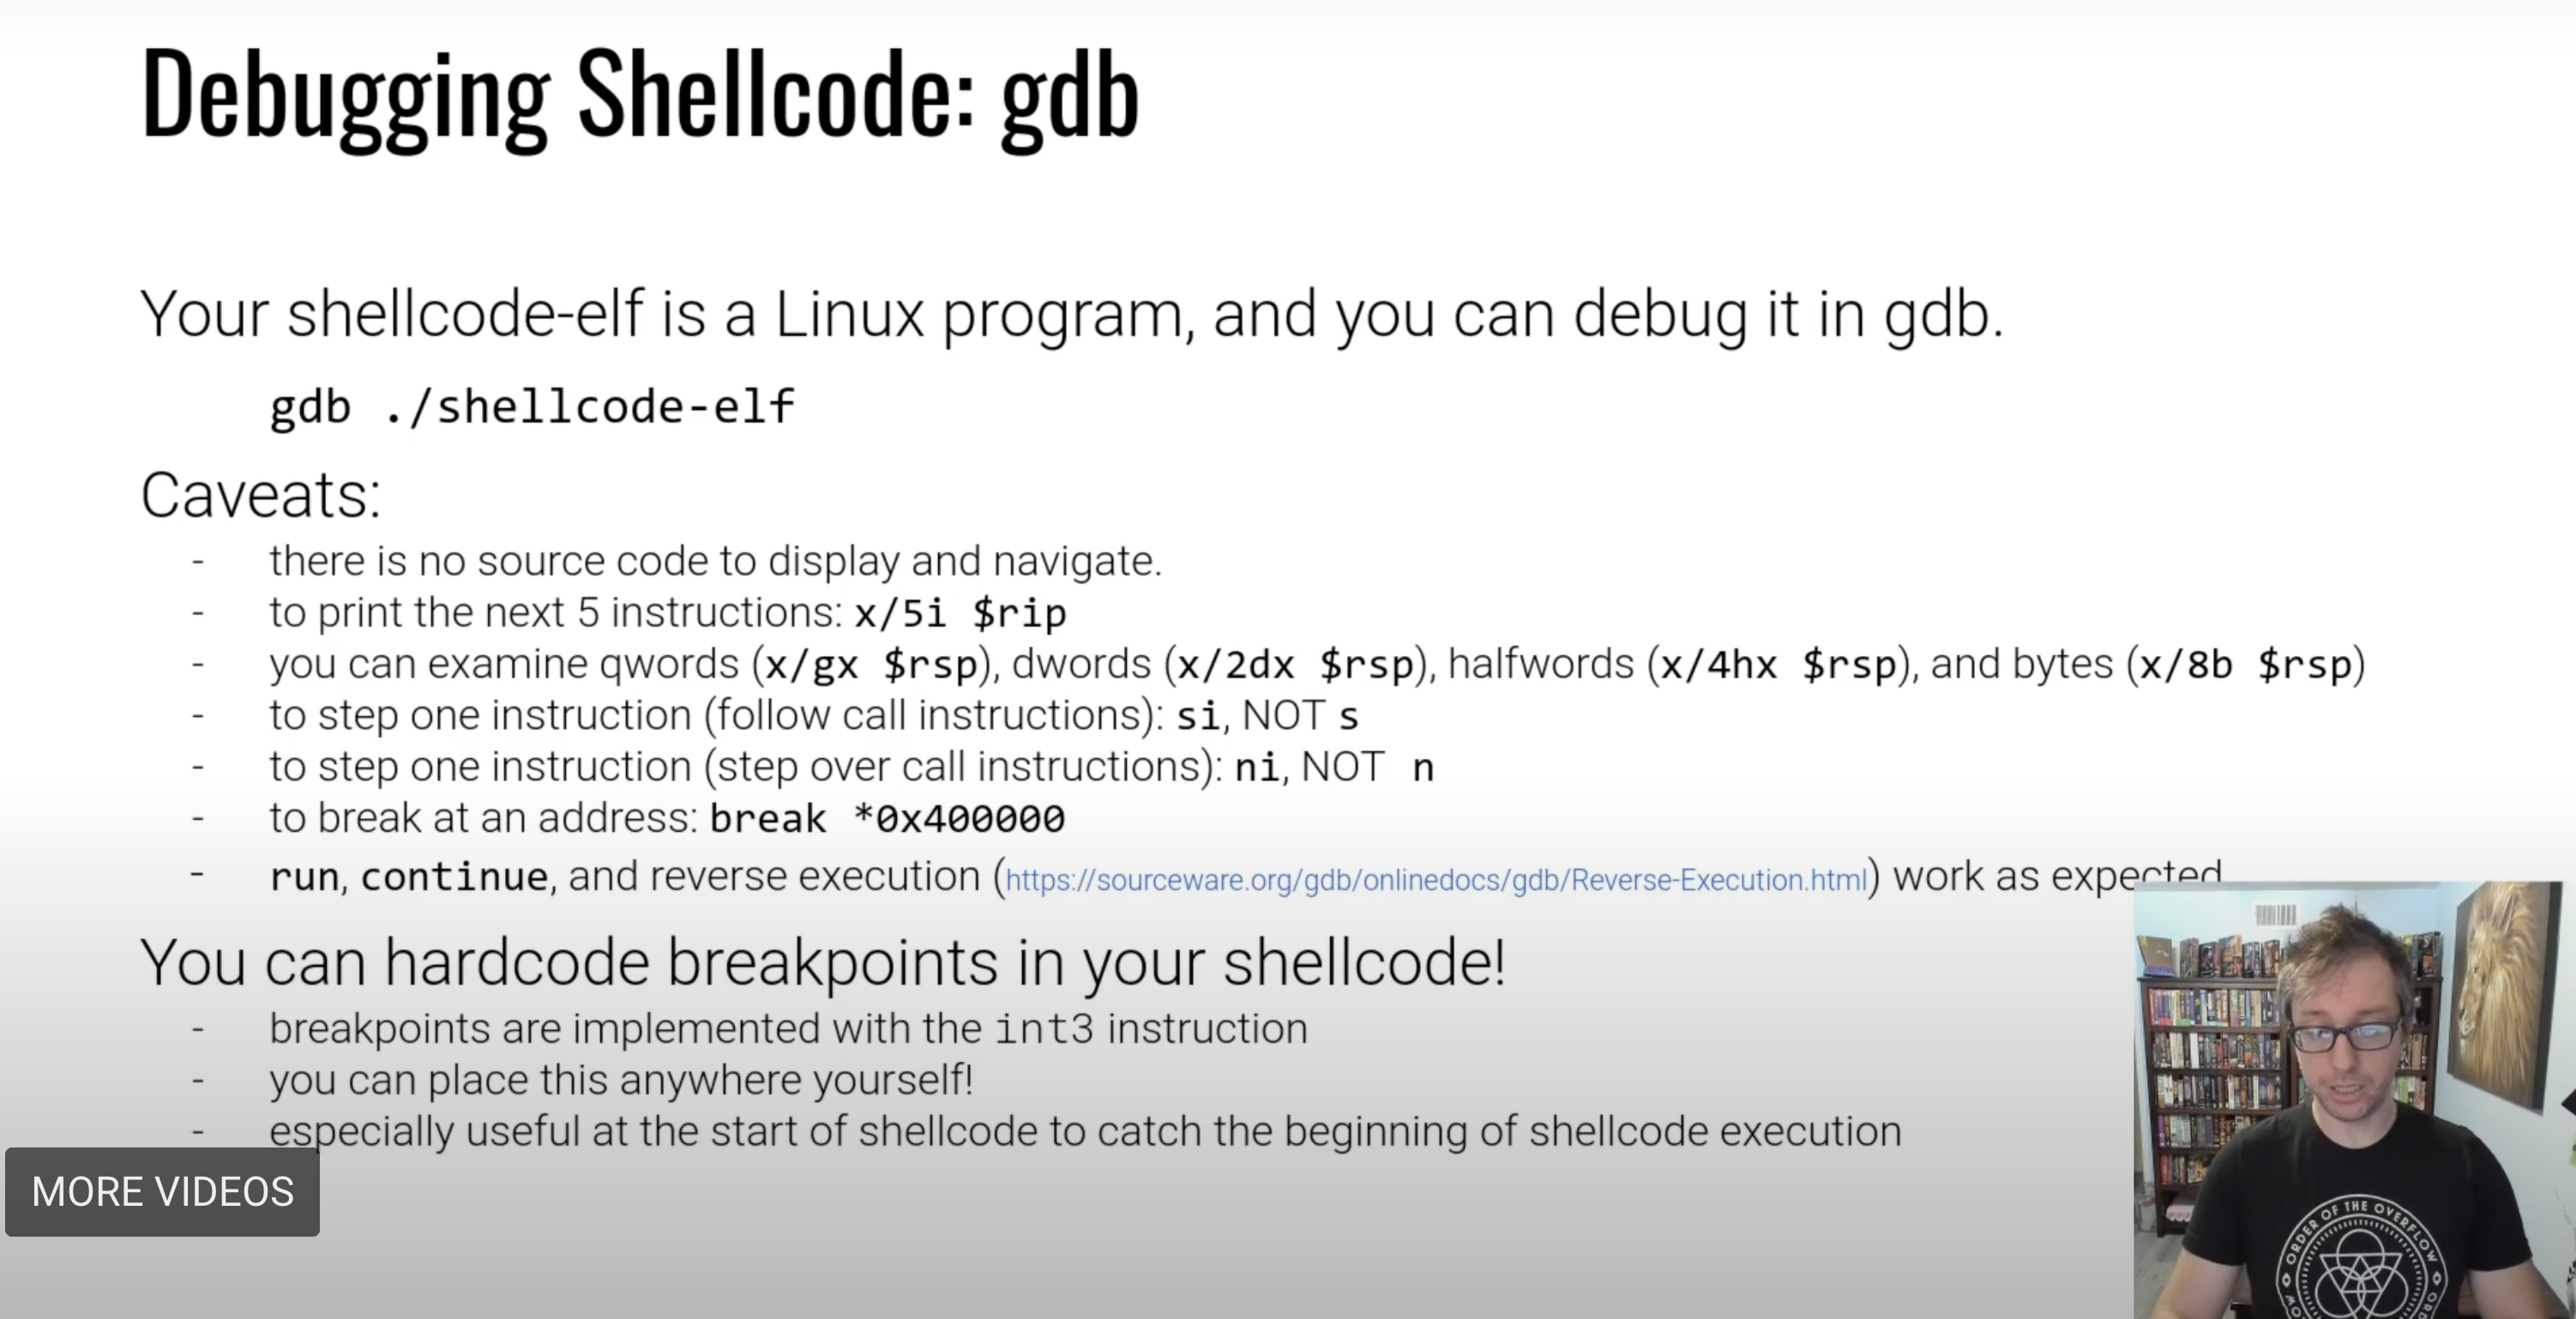 Debugging Shellcode: gdb
Your shellcode-elf is a Linux program, and you can debug it in gdb.
gdb ./shellcode-elf
Caveats:
- there is no source code to display and navigate.
- to print the next 5 instructions: x/5i $rip
- you can examine qwords (x/gx $rsp), dwords (x/2dx $rsp), halfwords (x/4hx $rsp), and bytes (x/8b $rsp)
- to step one instruction (follow call instructions): si, NOT s
- to step one instruction (step over call instructions): ni, NOT n
- to break at an address: break *0x400000
- run, continue, and reverse execution (https://sourceware.org/gdb/onlinedocs/gdb/Reverse-Execution.html) work as expected
You can hardcode breakpoints in your shellcode!
- breakpoints are implemented with the int3 instruction
- you can place this anywhere yourself!
- especially useful at the start of shellcode to catch the beginning of shellcode execution
MORE VIDEOS
ORDER OF THE OVERFLOW